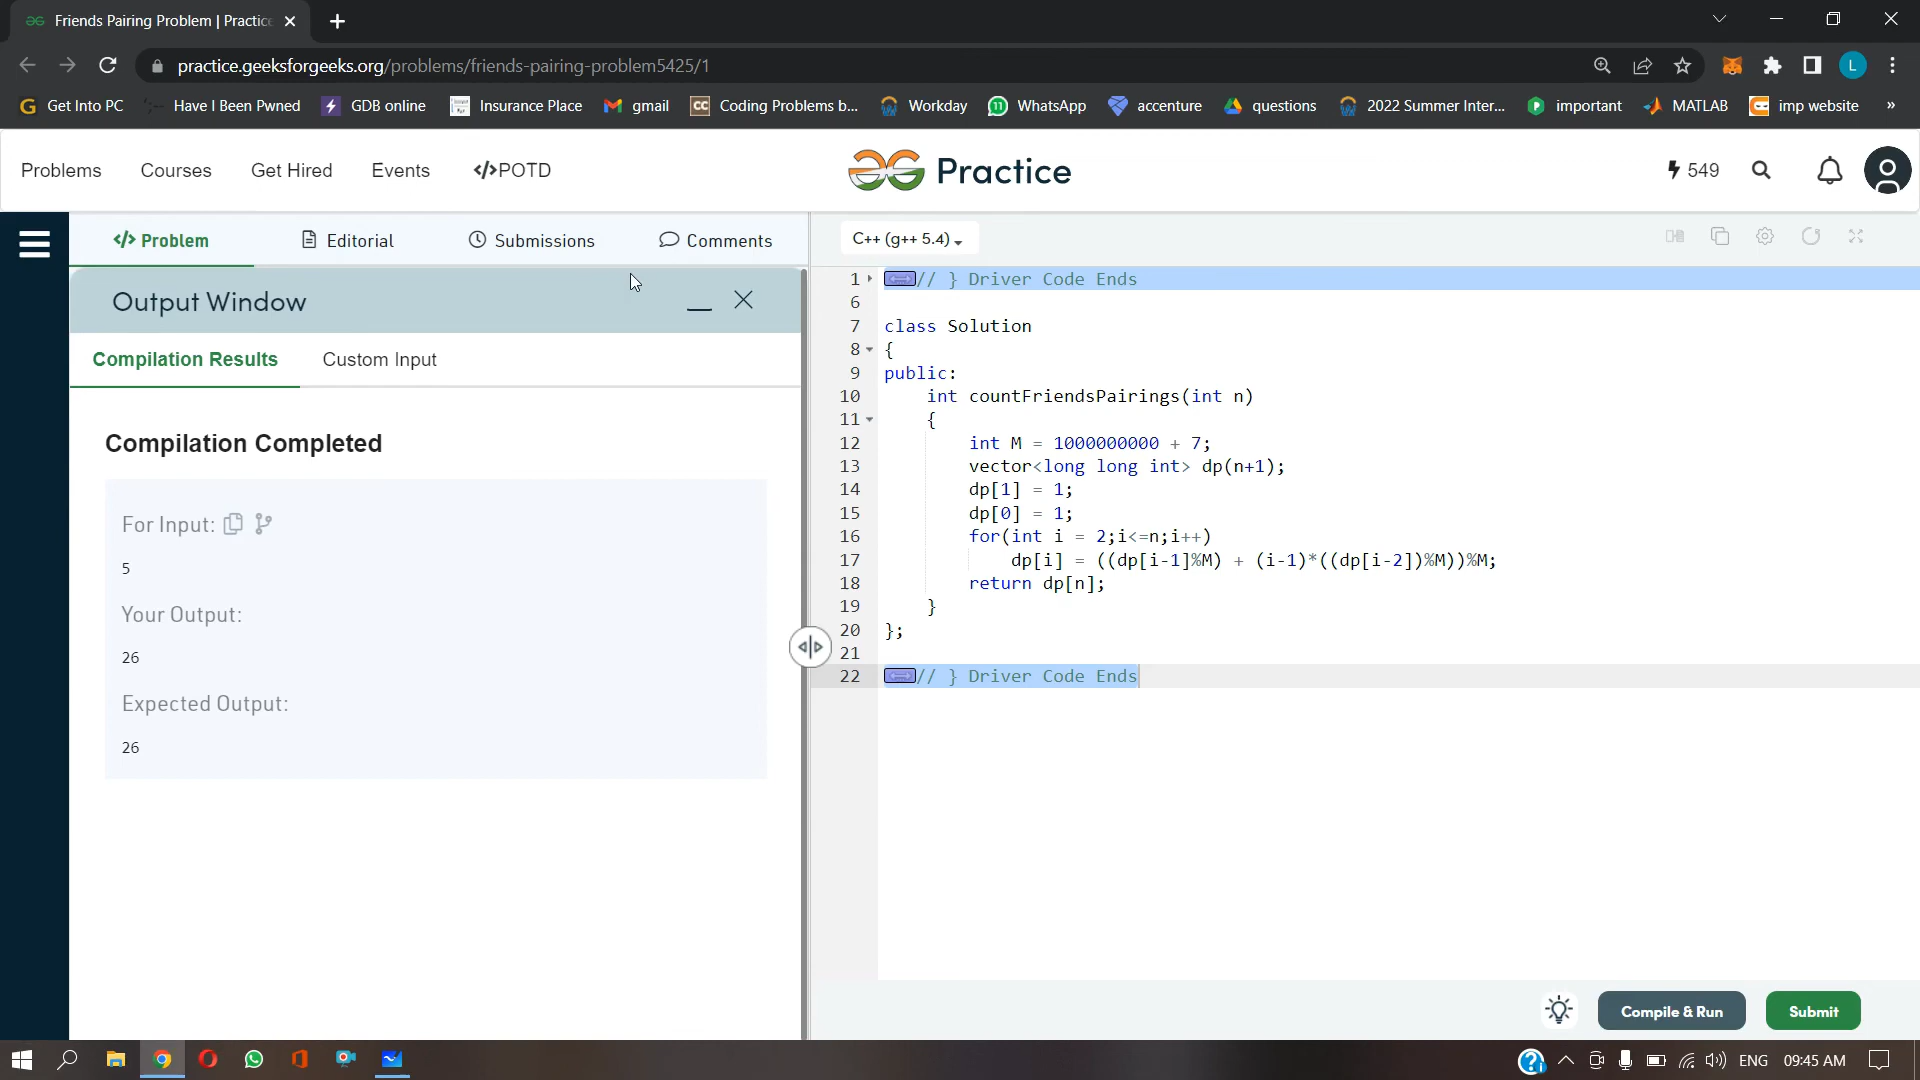 Friends Pairing Problem | Practice
practice.geeksforgeeks.org/problems/friends-pairing-problem5425/1
L
G Get Into PC Have I Been Pwned GDB online Insurance Place gmail CC Coding Problems b... Workday 11 WhatsApp accenture questions 2022 Summer Inter... important MATLAB imp website »
Problems Courses Get Hired Events </>POTD Practice 549
</> Problem Editorial Submissions Comments
C++ (g++ 5.4)
Output Window
Compilation Results Custom Input
Compilation Completed
For Input:
5
Your Output:
26
Expected Output:
26
1 // } Driver Code Ends
6
7 class Solution
8 {
9 public:
10 int countFriendsPairings(int n)
11 {
12 int M = 1000000000 + 7;
13 vector<long long int> dp(n+1);
14 dp[1] = 1;
15 dp[0] = 1;
16 for(int i = 2;i<=n;i++)
17 dp[i] = ((dp[i-1]%M) + (i-1)*((dp[i-2])%M))%M;
18 return dp[n];
19 }
20 };
21
22 // } Driver Code Ends
Compile & Run Submit
ENG 09:45 AM